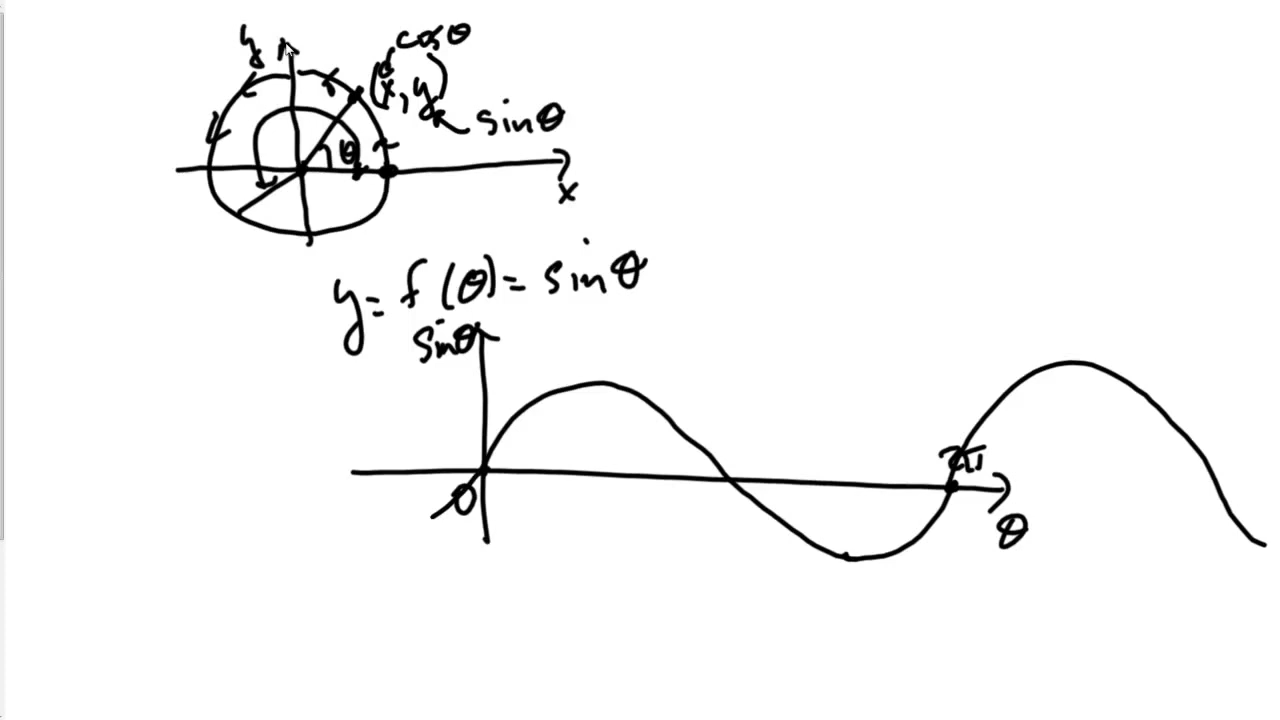 y
cosθ
(x, y)
sinθ
θ
x
y = f(θ) = sinθ
sinθ
2π
0
θ